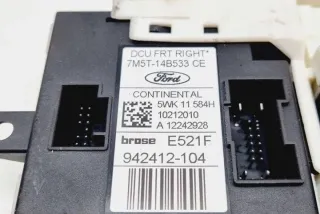 DCU FRT RIGHT*
7M5T-14B533 CE
Ford
CONTINENTAL
5WK 11 584H
10212010
A 12242928
brose E521F
942412-104